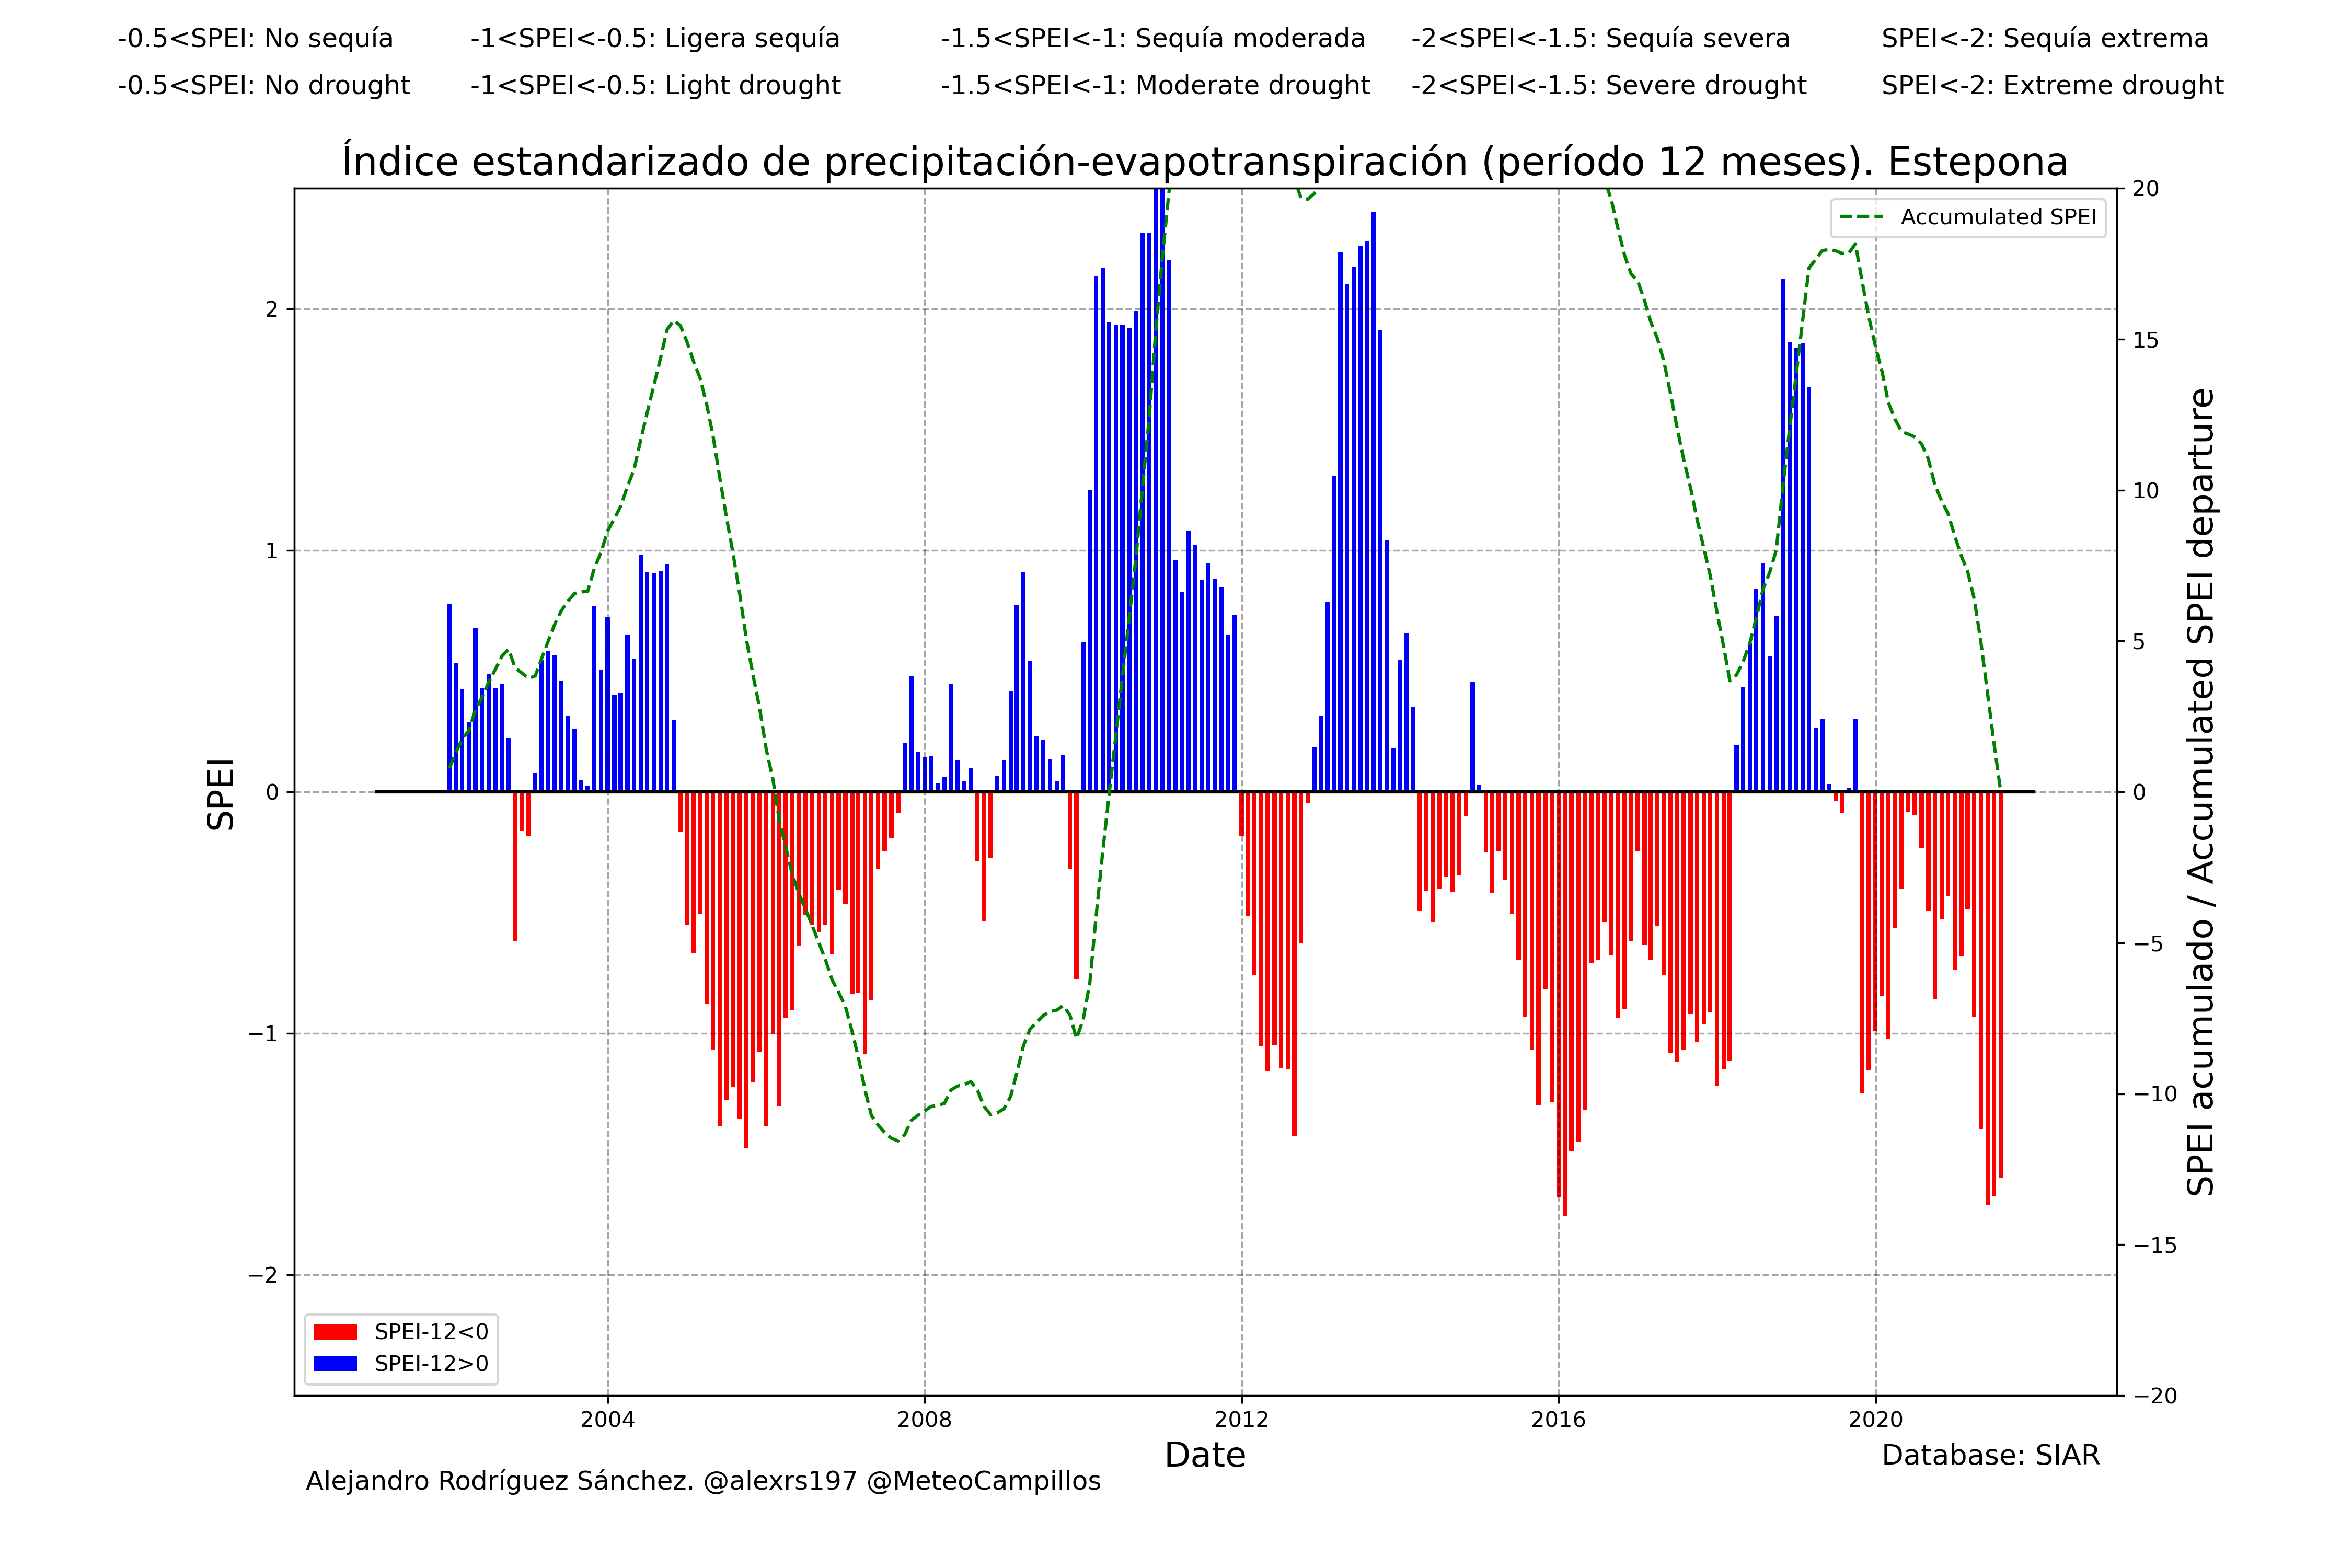 -0.5<SPEI: No sequía -1<SPEI<-0.5: Ligera sequía -1.5<SPEI<-1: Sequía moderada -2<SPEI<-1.5: Sequía severa SPEI<-2: Sequía extrema
-0.5<SPEI: No drought -1<SPEI<-0.5: Light drought -1.5<SPEI<-1: Moderate drought -2<SPEI<-1.5: Severe drought SPEI<-2: Extreme drought
Índice estandarizado de precipitación-evapotranspiración (período 12 meses). Estepona
Accumulated SPEI
SPEI
2
1
0
−1
−2
20
15
10
5
0
−5
−10
−15
−20
SPEI acumulado / Accumulated SPEI departure
SPEI-12<0
SPEI-12>0
2004 2008 2012 2016 2020
Date
Database: SIAR
Alejandro Rodríguez Sánchez. @alexrs197 @MeteoCampillos